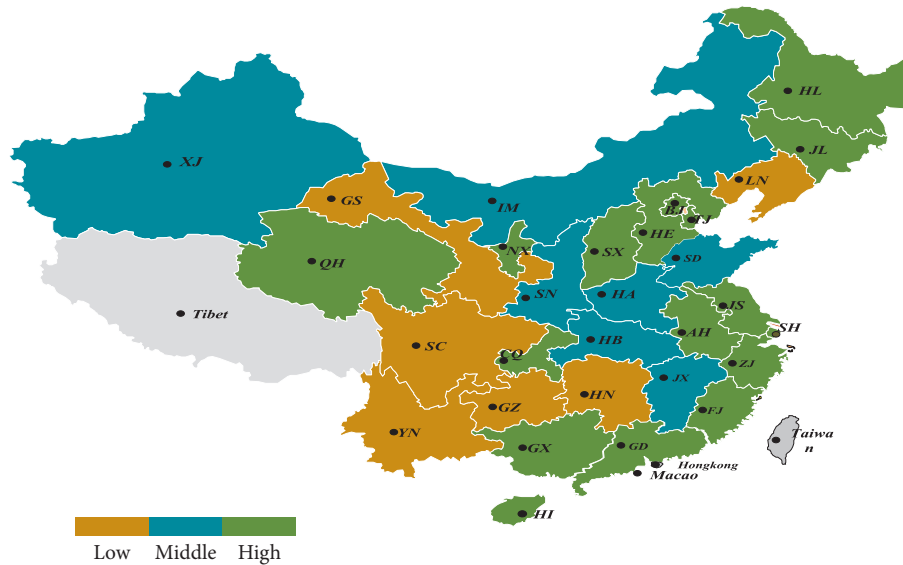 HL
JL
XJ
LN
GS
IM
BJ
TJ
HE
NX
SX
QH
SD
SN
HA
JS
Tibet
SH
AH
HB
SC
CQ
ZJ
JX
HN
GZ
FJ
YN
GX
GD
Taiwa
n
Hongkong
Macao
HI
Low Middle High